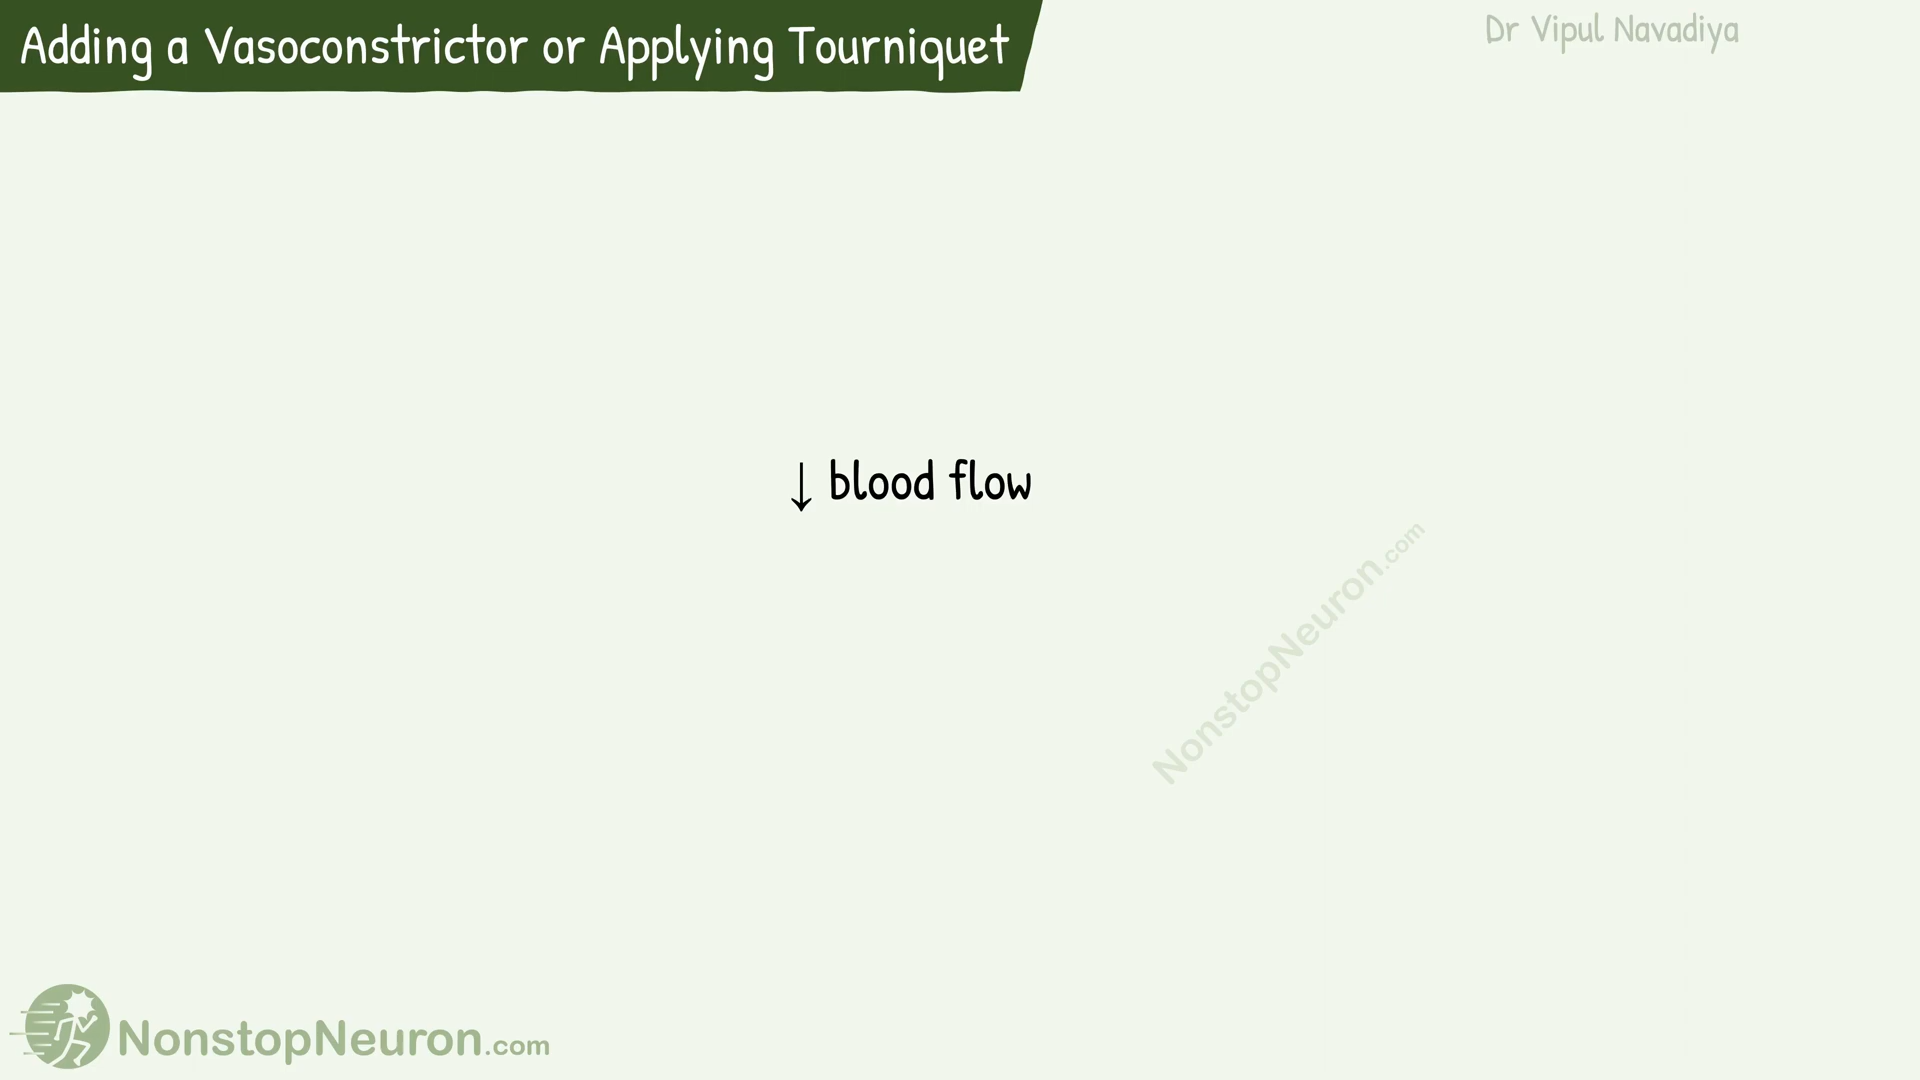 Adding a Vasoconstrictor or Applying Tourniquet
Dr Vipul Navadiya
↓ blood flow
NonstopNeuron.com
NonstopNeuron.com